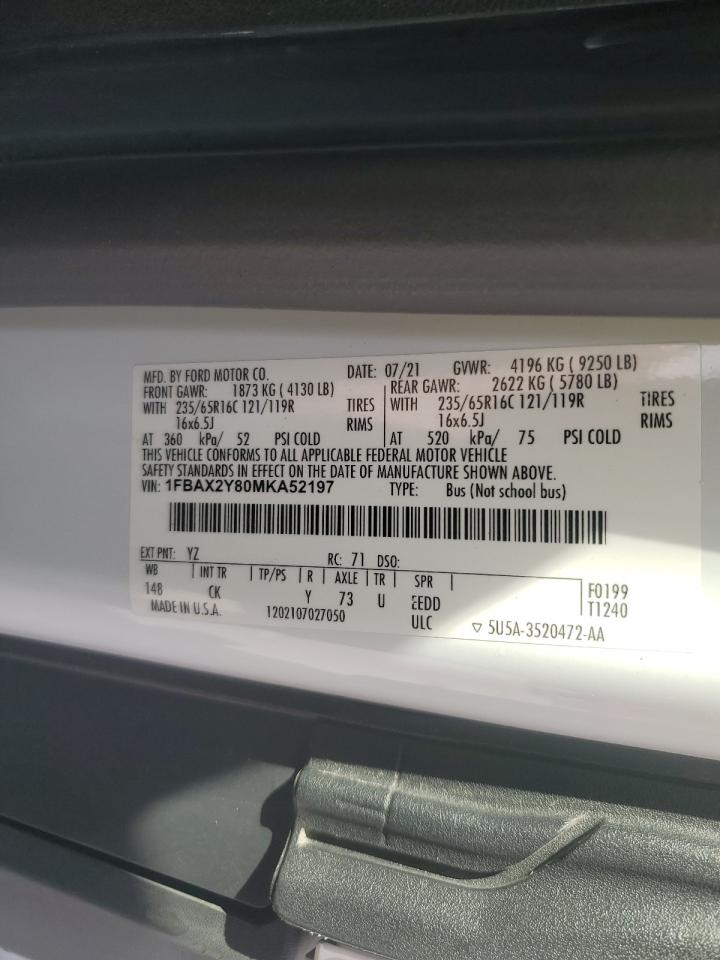 MFD. BY FORD MOTOR CO. DATE: 07/21 GVWR: 4196 KG ( 9250 LB)
FRONT GAWR: 1873 KG ( 4130 LB) REAR GAWR: 2622 KG ( 5780 LB)
WITH 235/65R16C 121/119R TIRES WITH 235/65R16C 121/119R TIRES
16x6.5J RIMS 16x6.5J RIMS
AT 360 kPa/ 52 PSI COLD AT 520 kPa/ 75 PSI COLD
THIS VEHICLE CONFORMS TO ALL APPLICABLE FEDERAL MOTOR VEHICLE
SAFETY STANDARDS IN EFFECT ON THE DATE OF MANUFACTURE SHOWN ABOVE.
VIN: 1FBAX2Y80MKA52197 TYPE: Bus (Not school bus)
EXT PNT: YZ RC: 71 DSO:
WB INT TR TP/PS R AXLE TR SPR F0199
148 CK Y 73 U EEDD T1240
MADE IN U.S.A. 1202107027050 ULC ▽ 5U5A-3520472-AA